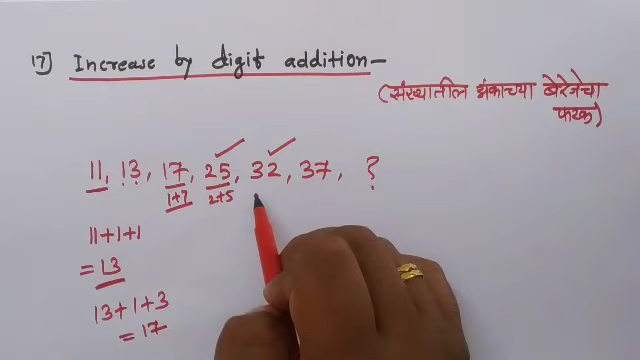 17] Increase by digit addition-
(संख्यातील अंकाच्या बेरजेचा
फरक)
11, 13, 17, 25, 32, 37, ?
1+7 2+5
11+1+1
= 13
13+1+3
= 17